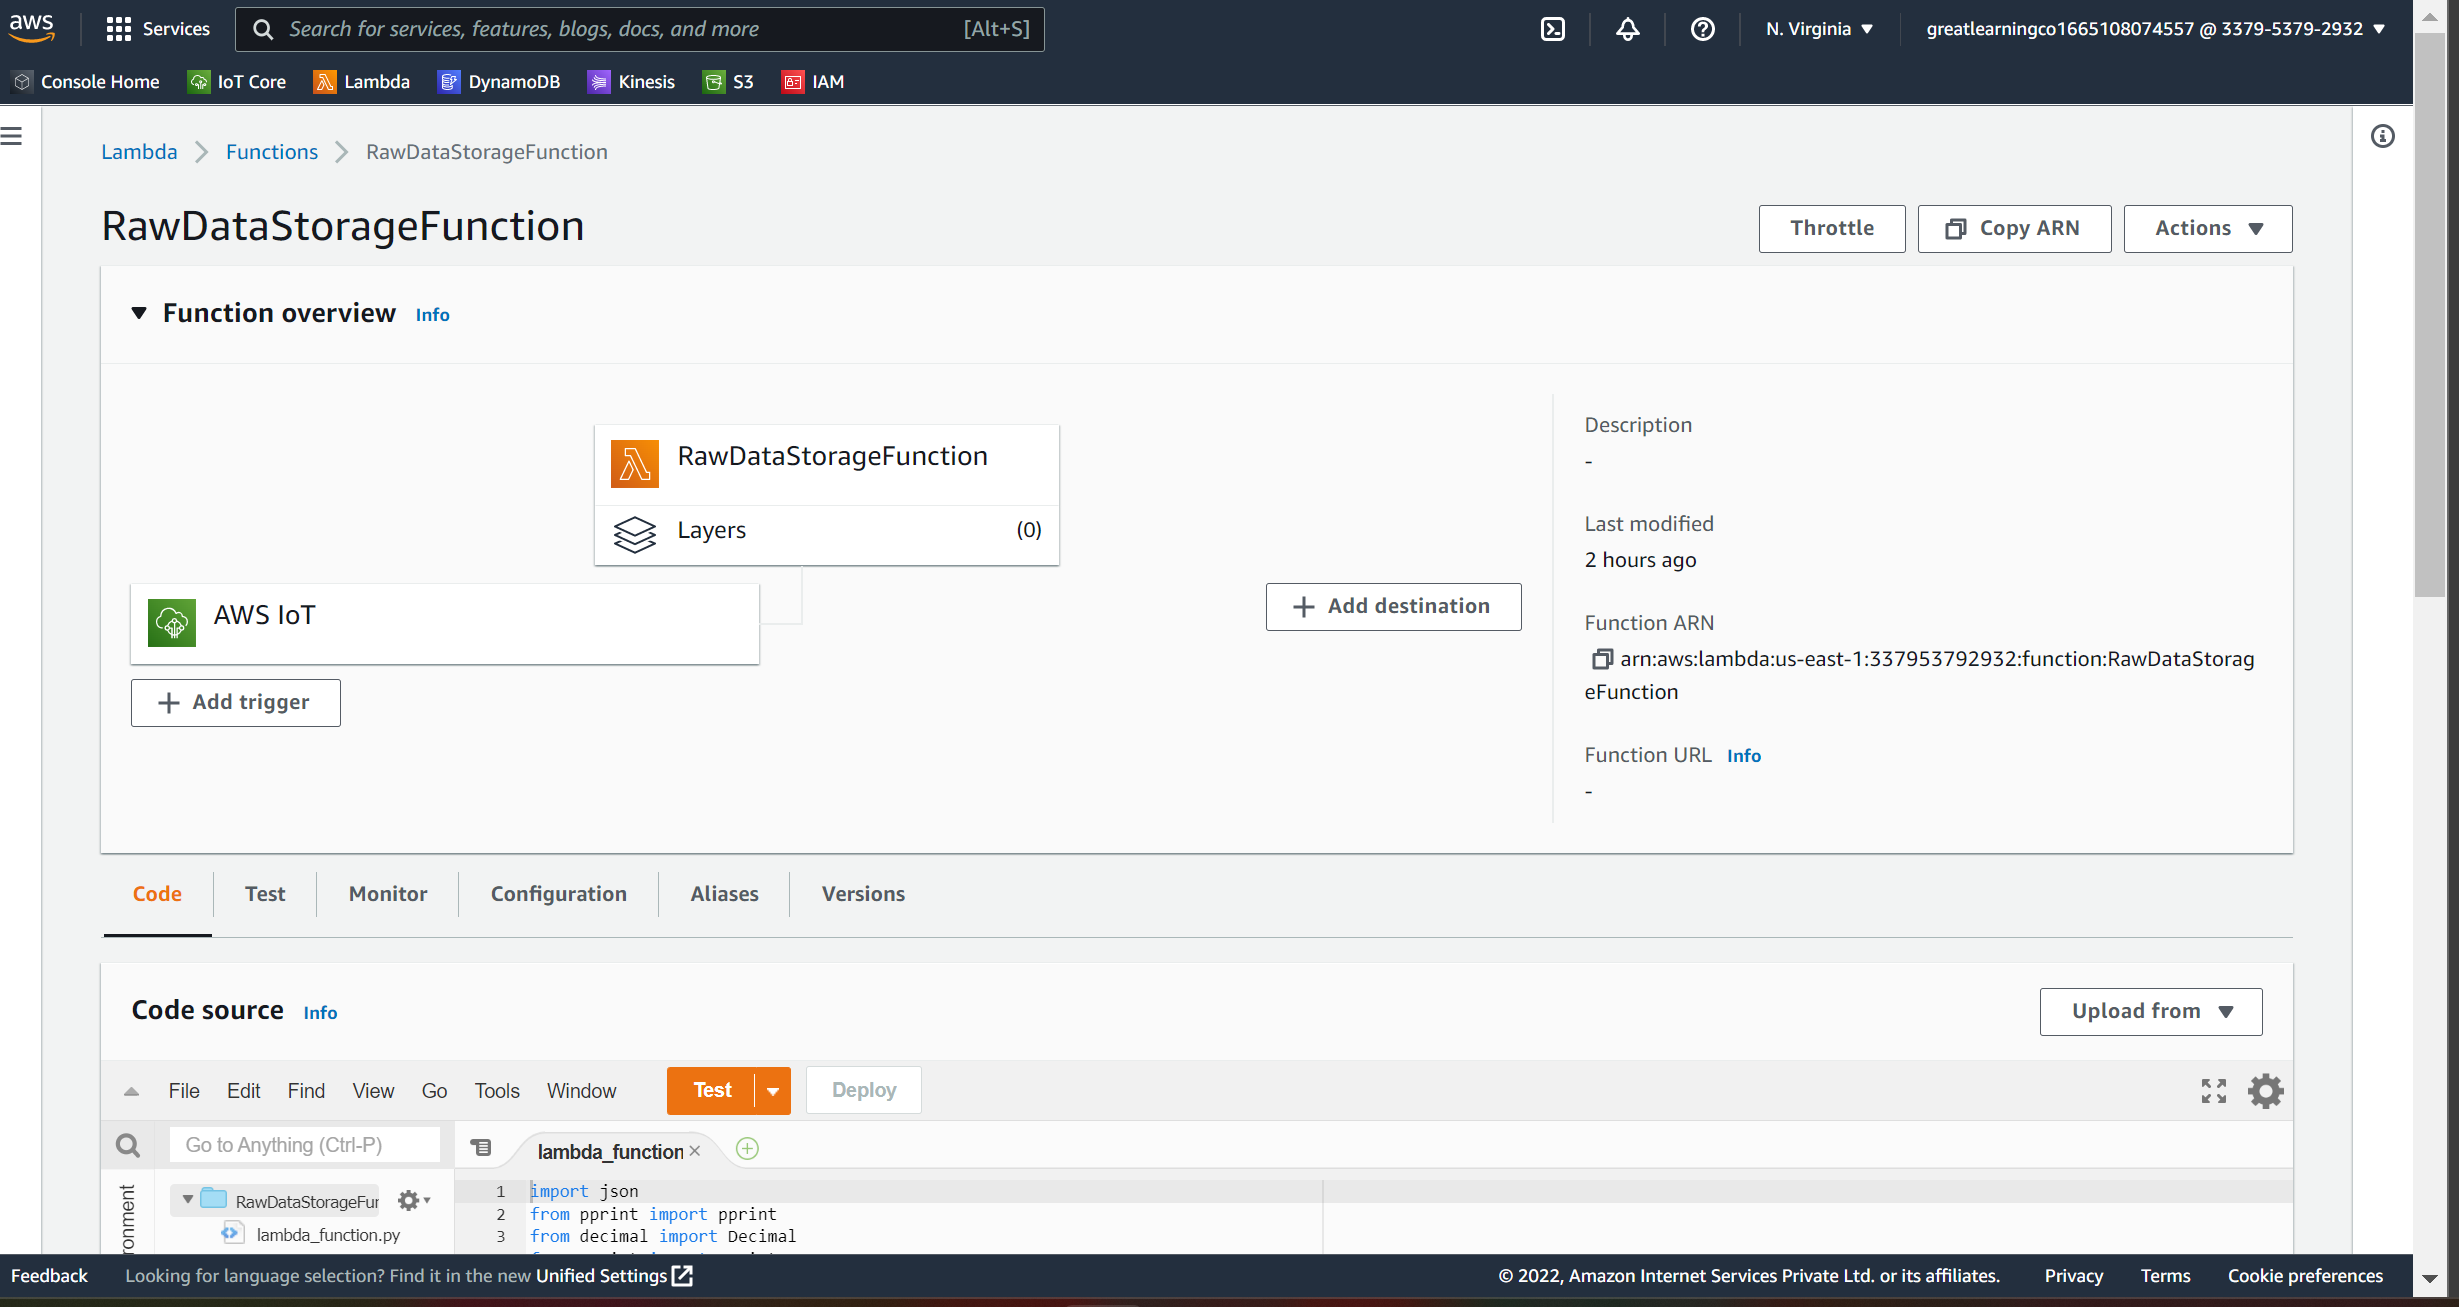 aws
Services
Search for services, features, blogs, docs, and more [Alt+S]
N. Virginia
greatlearningco1665108074557 @ 3379-5379-2932
Console Home IoT Core Lambda DynamoDB Kinesis S3 IAM
Lambda Functions RawDataStorageFunction
RawDataStorageFunction
Throttle Copy ARN Actions
Function overview Info
RawDataStorageFunction
Layers (0)
AWS IoT
Add trigger
Add destination
Description
-
Last modified
2 hours ago
Function ARN
arn:aws:lambda:us-east-1:337953792932:function:RawDataStorag
eFunction
Function URL Info
-
Code Test Monitor Configuration Aliases Versions
Code source Info
Upload from
File Edit Find View Go Tools Window Test Deploy
Go to Anything (Ctrl-P)
lambda_function
RawDataStorageFur
lambda_function.py
1 import json
2 from pprint import pprint
3 from decimal import Decimal
Feedback Looking for language selection? Find it in the new Unified Settings
© 2022, Amazon Internet Services Private Ltd. or its affiliates. Privacy Terms Cookie preferences